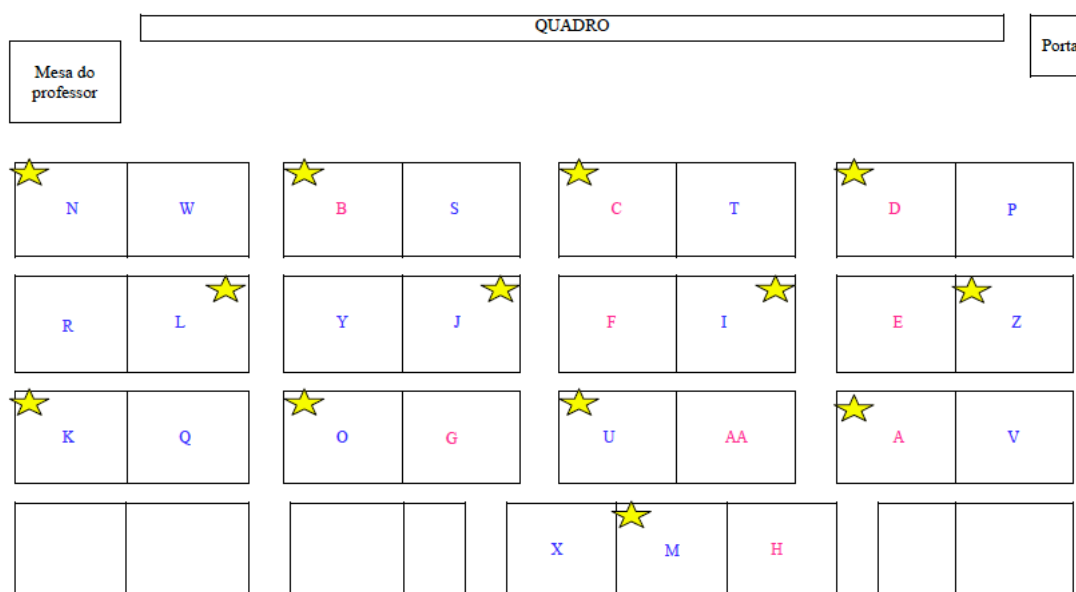 QUADRO
Porta
Mesa do
professor
N W B S C T D P
R L Y J F I E Z
K Q O G U AA A V
X M H